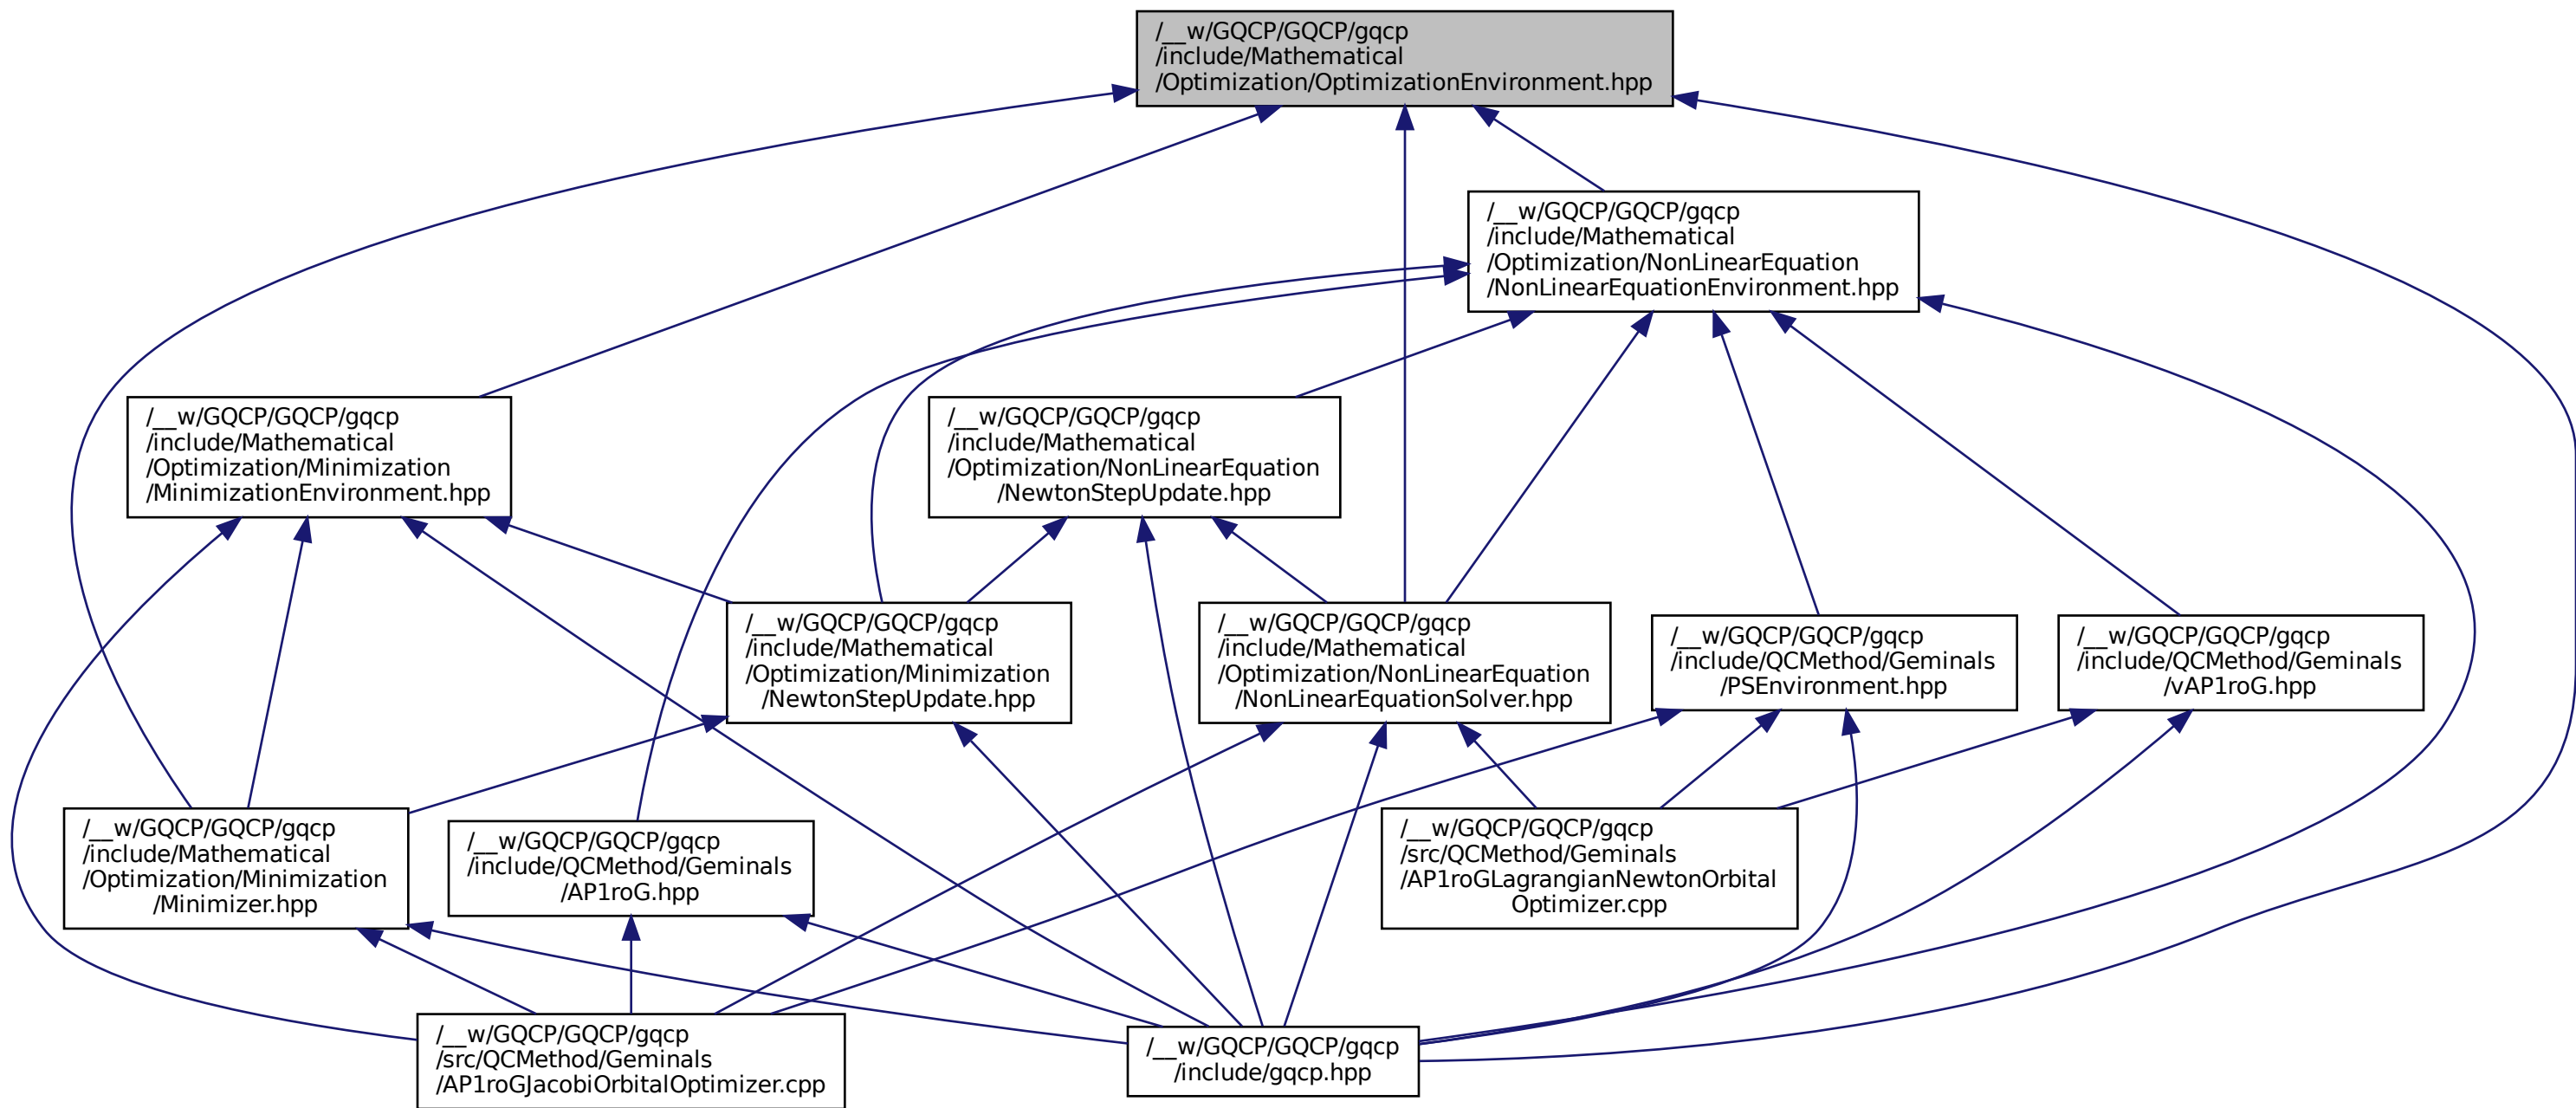 /__w/GQCP/GQCP/gqcp
/include/Mathematical
/Optimization/OptimizationEnvironment.hpp
/__w/GQCP/GQCP/gqcp
/include/Mathematical
/Optimization/NonLinearEquation
/NonLinearEquationEnvironment.hpp
/__w/GQCP/GQCP/gqcp
/include/Mathematical
/Optimization/Minimization
/MinimizationEnvironment.hpp
/__w/GQCP/GQCP/gqcp
/include/Mathematical
/Optimization/NonLinearEquation
/NewtonStepUpdate.hpp
/__w/GQCP/GQCP/gqcp
/include/Mathematical
/Optimization/Minimization
/NewtonStepUpdate.hpp
/__w/GQCP/GQCP/gqcp
/include/Mathematical
/Optimization/NonLinearEquation
/NonLinearEquationSolver.hpp
/__w/GQCP/GQCP/gqcp
/include/QCMethod/Geminals
/PSEnvironment.hpp
/__w/GQCP/GQCP/gqcp
/include/QCMethod/Geminals
/vAP1roG.hpp
/__w/GQCP/GQCP/gqcp
/include/Mathematical
/Optimization/Minimization
/Minimizer.hpp
/__w/GQCP/GQCP/gqcp
/include/QCMethod/Geminals
/AP1roG.hpp
/__w/GQCP/GQCP/gqcp
/src/QCMethod/Geminals
/AP1roGLagrangianNewtonOrbital
Optimizer.cpp
/__w/GQCP/GQCP/gqcp
/src/QCMethod/Geminals
/AP1roGJacobiOrbitalOptimizer.cpp
/__w/GQCP/GQCP/gqcp
/include/gqcp.hpp